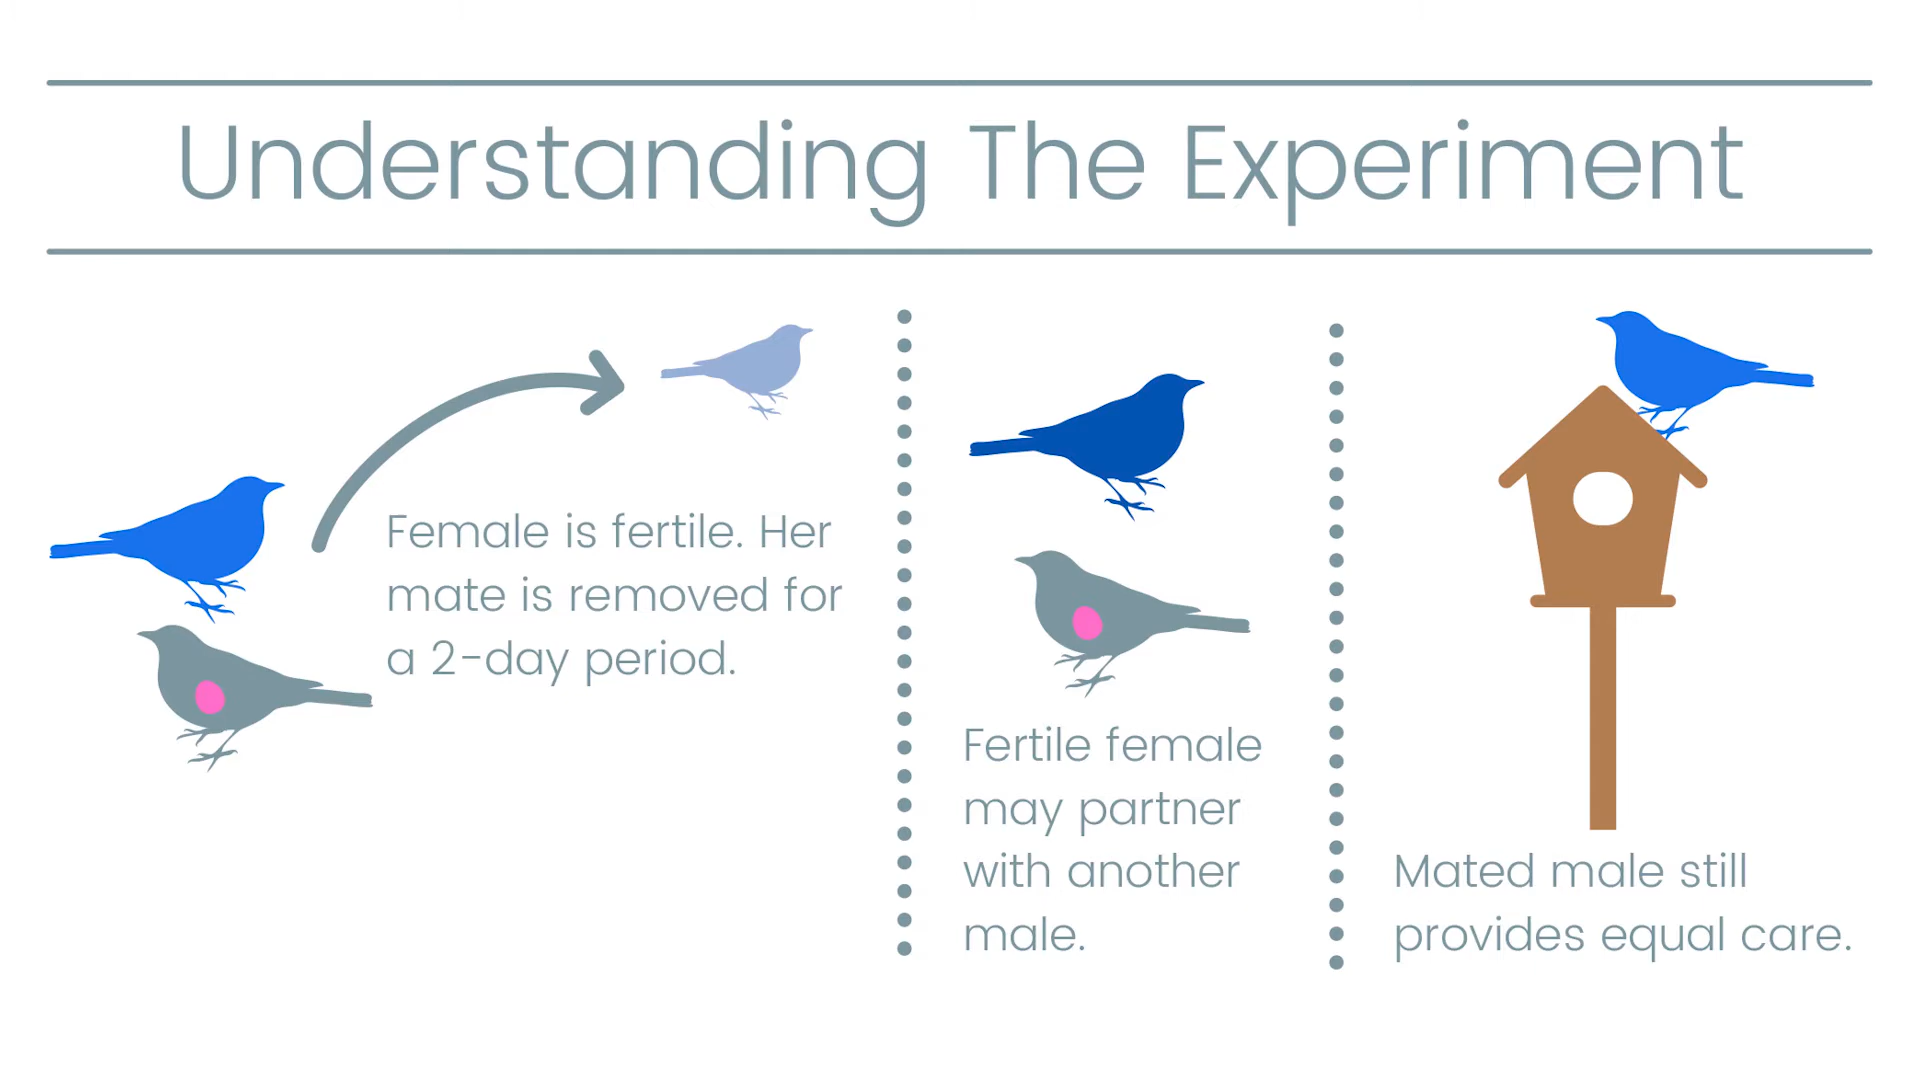 Understanding The Experiment
Female is fertile. Her
mate is removed for
a 2-day period.
Fertile female
may partner
with another
male.
Mated male still
provides equal care.